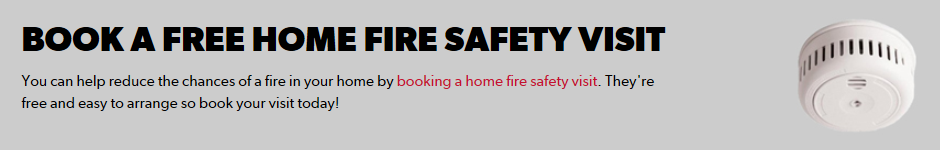 BOOK A FREE HOME FIRE SAFETY VISIT
You can help reduce the chances of a fire in your home by booking a home fire safety visit. They're
free and easy to arrange so book your visit today!